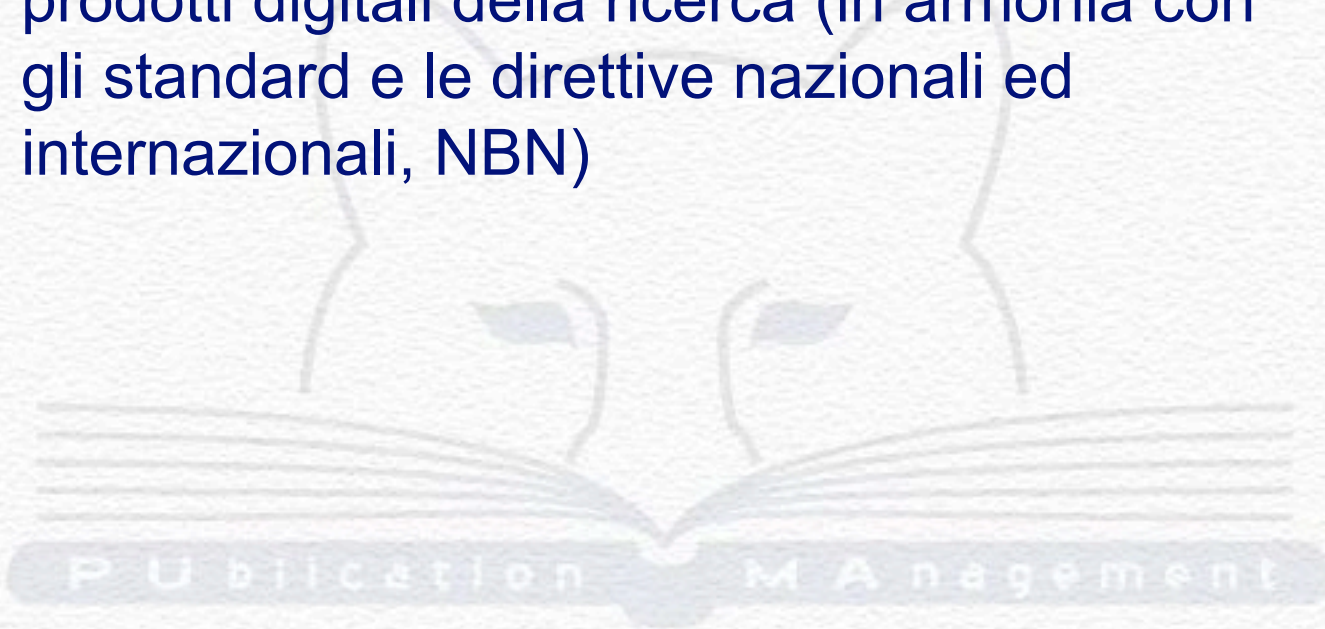 prodotti digitali della ricerca (in armonia con
gli standard e le direttive nazionali ed
internazionali, NBN)
PUblication MAnagement